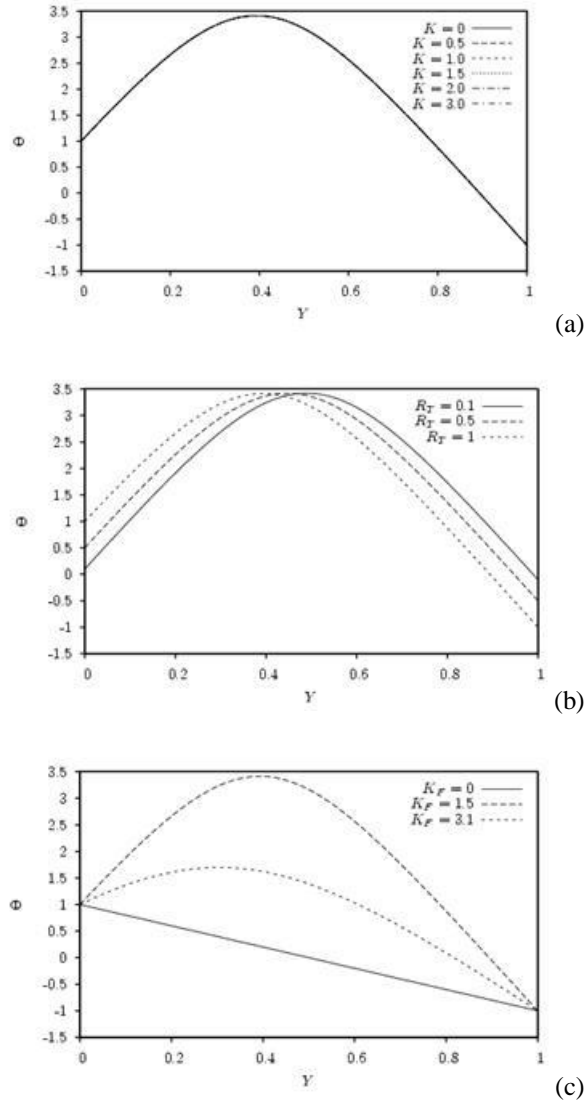 3.5
3
2.5
2
1.5
1
0.5
0
-0.5
-1
-1.5
Φ
K = 0
K = 0.5
K = 1.0
K = 1.5
K = 2.0
K = 3.0
0 0.2 0.4 0.6 0.8 1
Y
(a)
3.5
3
2.5
2
1.5
1
0.5
0
-0.5
-1
-1.5
Φ
R_T = 0.1
R_T = 0.5
R_T = 1
0 0.2 0.4 0.6 0.8 1
Y
(b)
3.5
3
2.5
2
1.5
1
0.5
0
-0.5
-1
-1.5
Φ
K_F = 0
K_F = 1.5
K_F = 3.1
0 0.2 0.4 0.6 0.8 1
Y
(c)